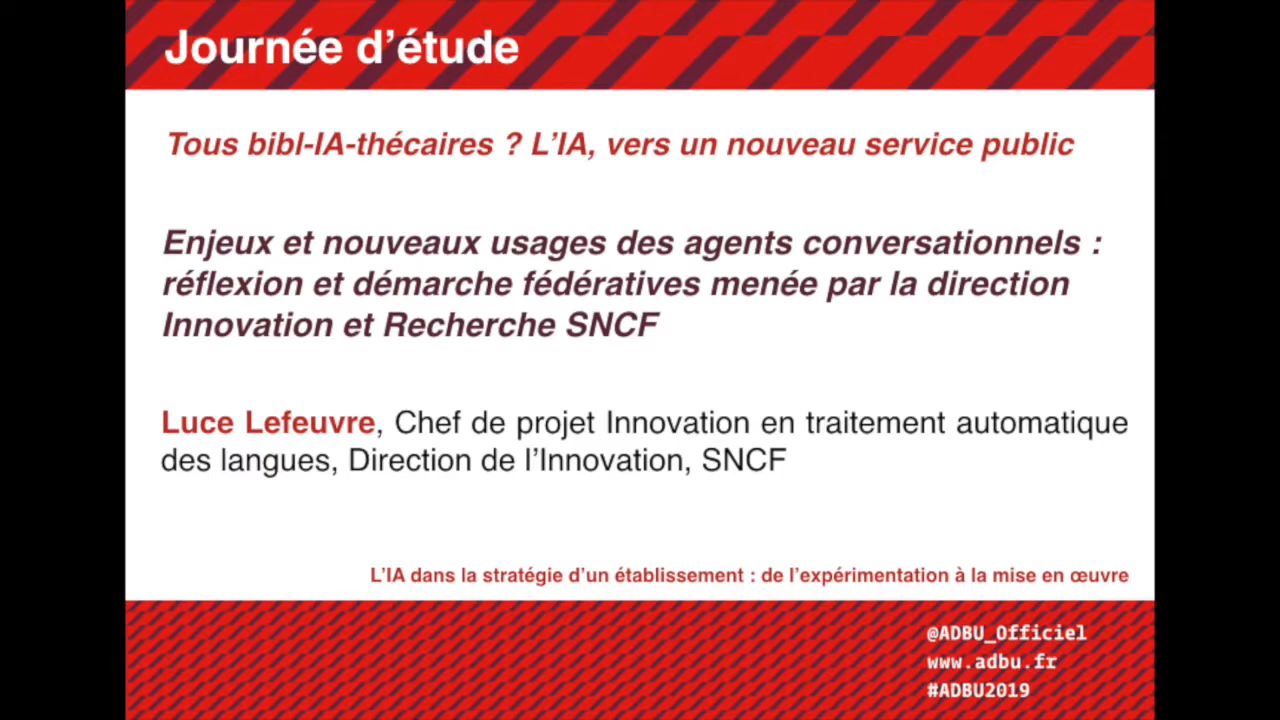 Journée d’étude
Tous bibl-IA-thécaires ? L’IA, vers un nouveau service public
Enjeux et nouveaux usages des agents conversationnels :
réflexion et démarche fédératives menée par la direction
Innovation et Recherche SNCF
Luce Lefeuvre, Chef de projet Innovation en traitement automatique
des langues, Direction de l’Innovation, SNCF
L’IA dans la stratégie d’un établissement : de l’expérimentation à la mise en œuvre
@ADBU_Officiel
www.adbu.fr
#ADBU2019